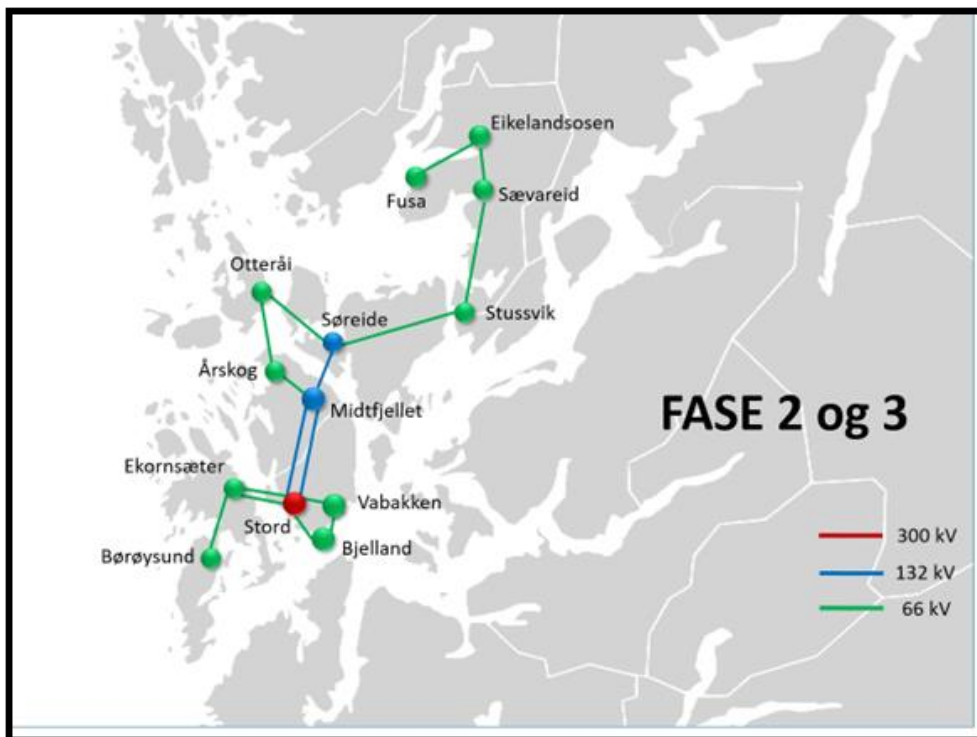 Eikelandsosen
Fusa
Sævareid
Otteråi
Søreide
Stussvik
Årskog
Midtfjellet
FASE 2 og 3
Ekornsæter
Vabakken
Stord
Bjelland
Børøysund
300 kV
132 kV
66 kV